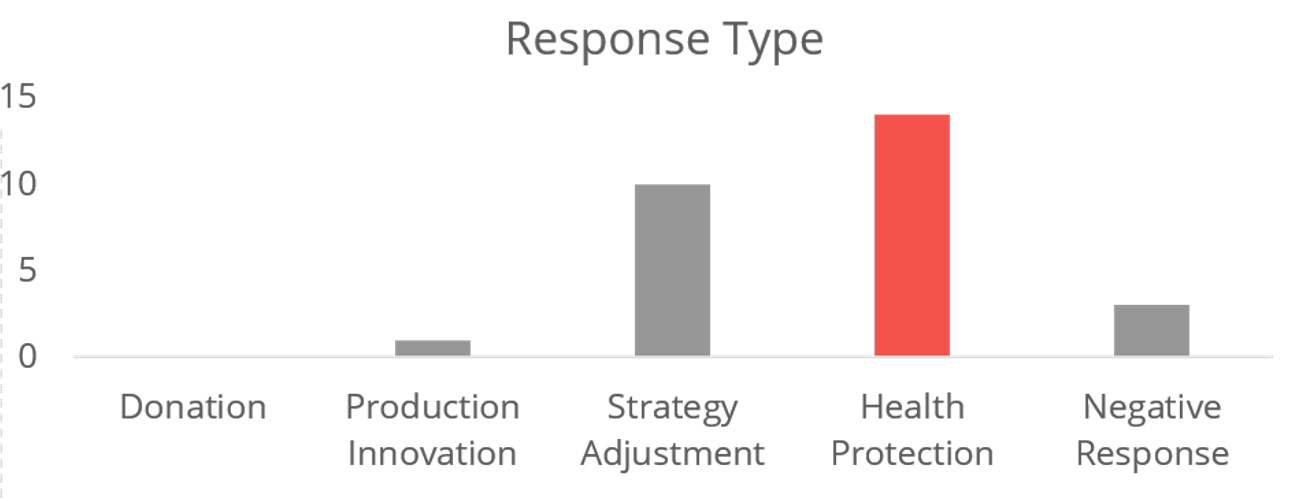 Response Type
15
10
5
0
Donation
Production
Innovation
Strategy
Adjustment
Health
Protection
Negative
Response